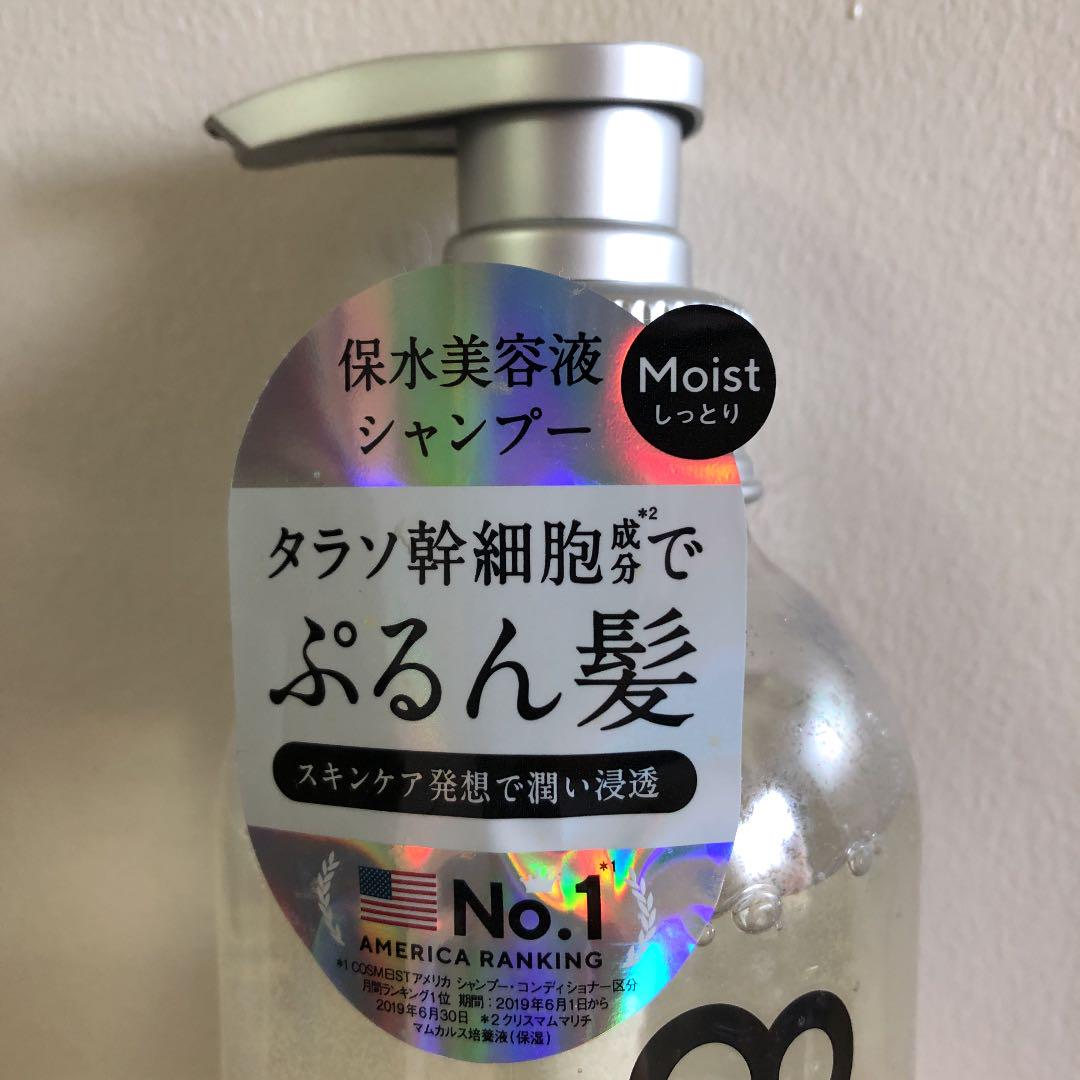 保水美容液
シャンプー
Moist
しっとり
タラソ幹細胞成分*2で
ぷるん髪
スキンケア発想で潤い浸透
No.1*1
AMERICA RANKING
*1 COSMEISTアメリカ シャンプー・コンディショナー区分
月間ランキング1位 期間:2019年6月1日から
2019年6月30日 *2クリスマムマリチ
マムカルス培養液(保湿)
8